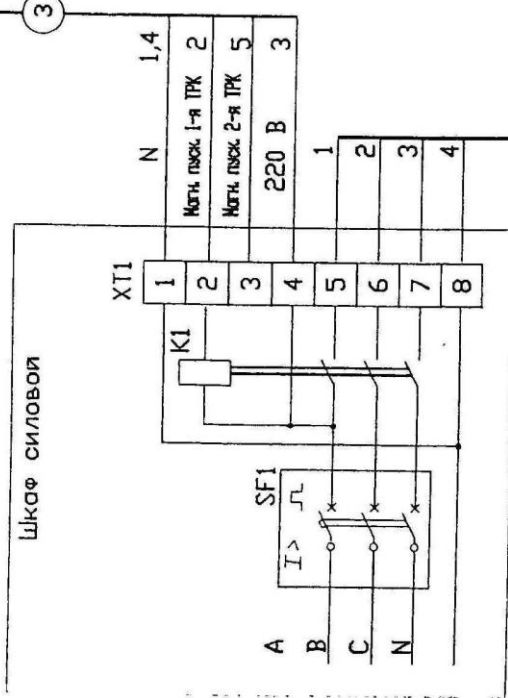 3
1,4
2
5
3
N
Магн. пуск. 1-я ТРК
Магн. пуск. 2-я ТРК
220 В
1
2
3
4
Шкаф силовой
XT1
1
2
3
4
5
6
7
8
K1
SF1
I>
A
B
C
N